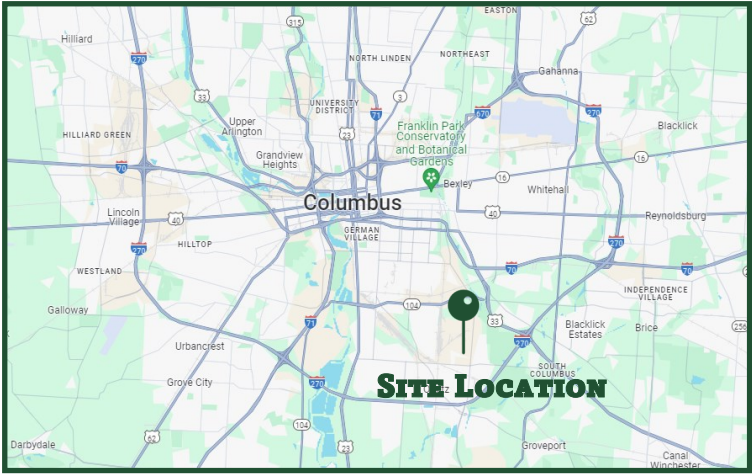 EASTON
315
62
Hilliard
NORTH LINDEN
NORTHEAST
270
Gahanna
33
UNIVERSITY
DISTRICT
3
71
670
270
Upper
Arlington
Franklin Park
Conservatory
and Botanical
Gardens
Blacklick
HILLIARD GREEN
23
Grandview
Heights
16
70
16
Bexley
Whitehall
Columbus
Lincoln
Village
40
40
Reynoldsburg
GERMAN
VILLAGE
HILLTOP
270
270
WESTLAND
70
70
INDEPENDENCE
VILLAGE
104
Galloway
71
33
Blacklick
Estates
Brice
256
Urbancrest
270
SOUTH
COLUMBUS
Grove City
270
SITE LOCATION
104
62
23
Darbydale
Groveport
Canal
Winchester